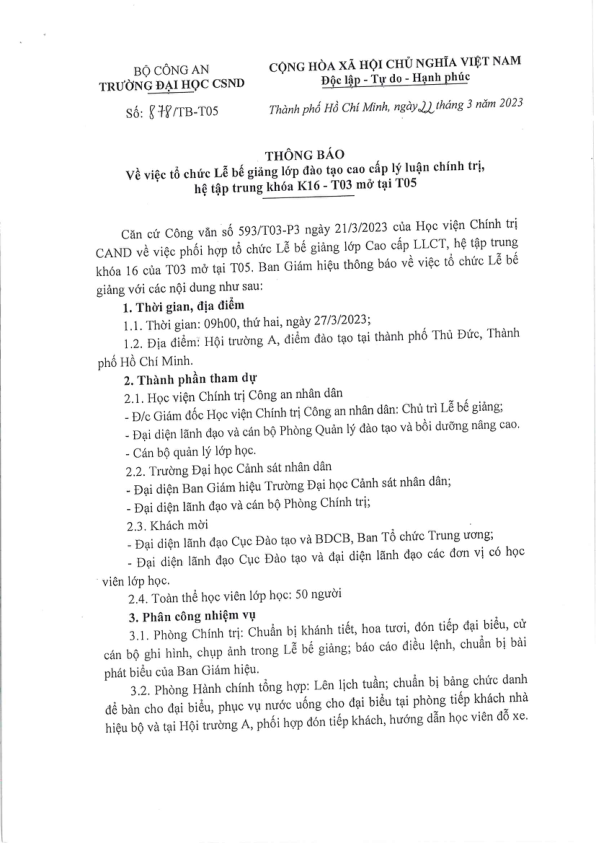 BỘ CÔNG AN
TRƯỜNG ĐẠI HỌC CSND
Số: 878/TB-T05
CỘNG HÒA XÃ HỘI CHỦ NGHĨA VIỆT NAM
Độc lập - Tự do - Hạnh phúc
Thành phố Hồ Chí Minh, ngày 22 tháng 3 năm 2023
THÔNG BÁO
Về việc tổ chức Lễ bế giảng lớp đào tạo cao cấp lý luận chính trị,
hệ tập trung khóa K16 - T03 mở tại T05
Căn cứ Công văn số 593/T03-P3 ngày 21/3/2023 của Học viện Chính trị
CAND về việc phối hợp tổ chức Lễ bế giảng lớp Cao cấp LLCT, hệ tập trung
khóa 16 của T03 mở tại T05. Ban Giám hiệu thông báo về việc tổ chức Lễ bế
giảng với các nội dung như sau:
1. Thời gian, địa điểm
1.1. Thời gian: 09h00, thứ hai, ngày 27/3/2023;
1.2. Địa điểm: Hội trường A, điểm đào tạo tại thành phố Thủ Đức, Thành
phố Hồ Chí Minh.
2. Thành phần tham dự
2.1. Học viện Chính trị Công an nhân dân
- Đ/c Giám đốc Học viện Chính trị Công an nhân dân: Chủ trì Lễ bế giảng;
- Đại diện lãnh đạo và cán bộ Phòng Quản lý đào tạo và bồi dưỡng nâng cao.
- Cán bộ quản lý lớp học.
2.2. Trường Đại học Cảnh sát nhân dân
- Đại diện Ban Giám hiệu Trường Đại học Cảnh sát nhân dân;
- Đại diện lãnh đạo và cán bộ Phòng Chính trị;
2.3. Khách mời
- Đại diện lãnh đạo Cục Đào tạo và BDCB, Ban Tổ chức Trung ương;
- Đại diện lãnh đạo Cục Đào tạo và đại diện lãnh đạo các đơn vị có học
viên lớp học.
2.4. Toàn thể học viên lớp học: 50 người
3. Phân công nhiệm vụ
3.1. Phòng Chính trị: Chuẩn bị khánh tiết, hoa tươi, đón tiếp đại biểu, cử
cán bộ ghi hình, chụp ảnh trong Lễ bế giảng; báo cáo điều lệnh, chuẩn bị bài
phát biểu của Ban Giám hiệu.
3.2. Phòng Hành chính tổng hợp: Lên lịch tuần; chuẩn bị bảng chức danh
để bàn cho đại biểu, phục vụ nước uống cho đại biểu tại phòng tiếp khách nhà
hiệu bộ và tại Hội trường A, phối hợp đón tiếp khách, hướng dẫn học viên đỗ xe.